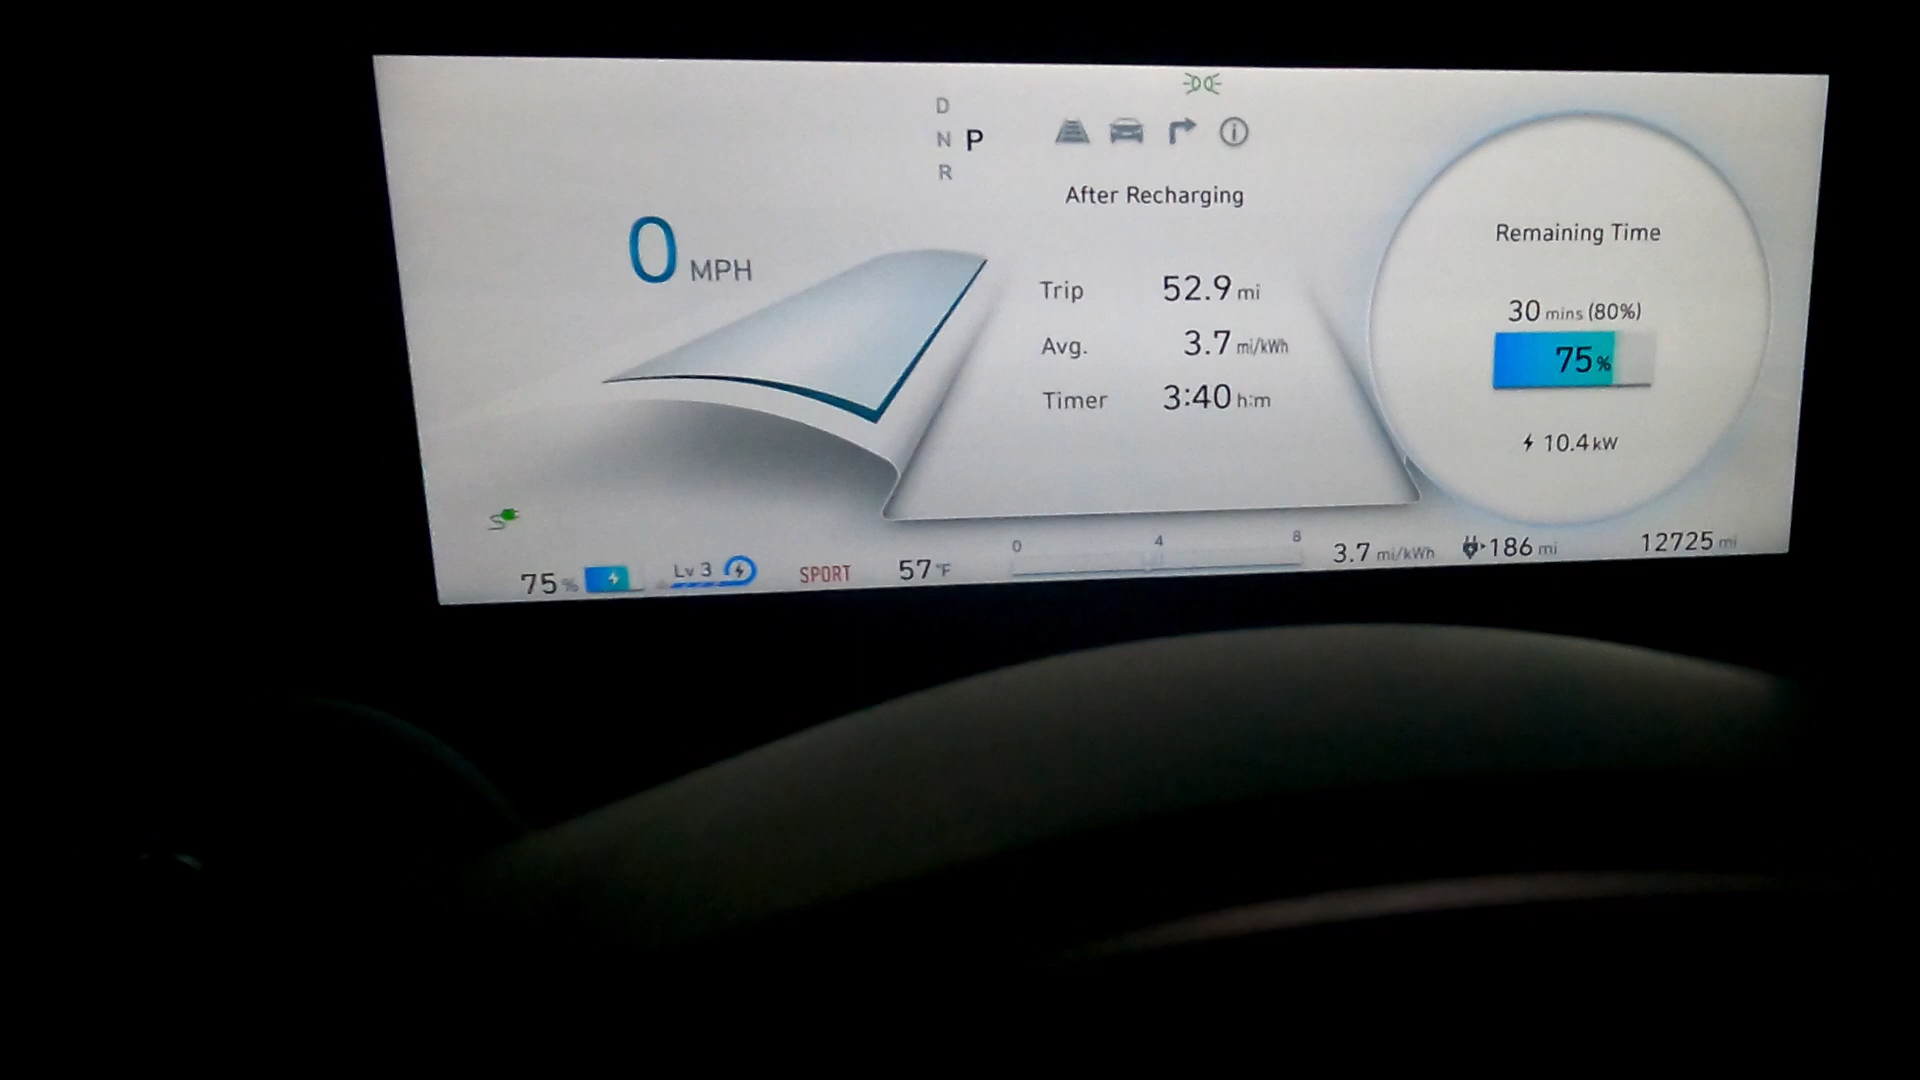 D
N P
R
After Recharging
0 MPH
Trip 52.9 mi
Avg. 3.7 mi/kWh
Timer 3:40 h:m
Remaining Time
30 mins (80%)
75%
10.4 kW
0 4 8
75% Lv 3 SPORT 57°F 3.7 mi/kWh 186 mi 12725 mi